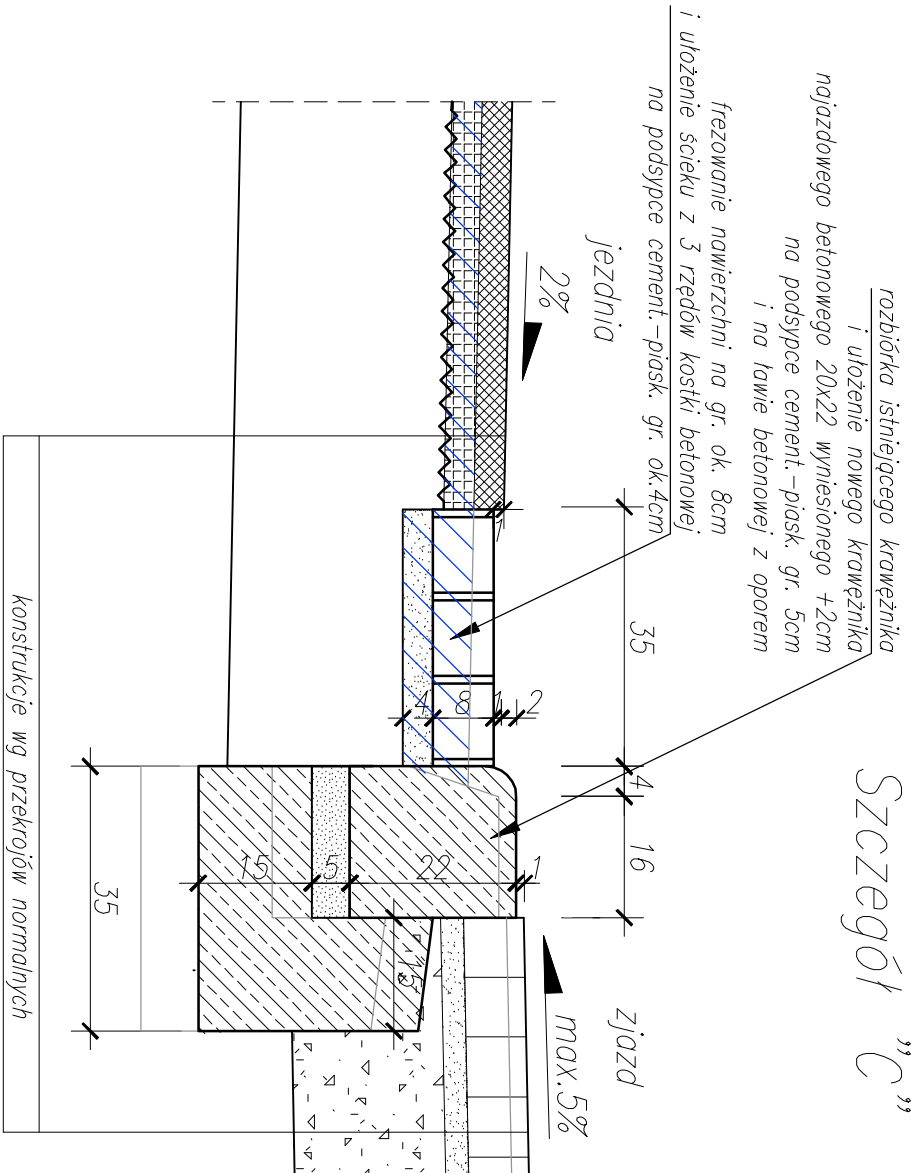 Szczegół "C"
rozbiórka istniejącego krawężnika
i ułożenie nowego krawężnika
najazdowego betonowego 20x22 wyniesionego +2cm
na podsypce cement.-piask. gr. 5cm
i na ławie betonowej z oporem
frezowanie nawierzchni na gr. ok. 8cm
i ułożenie ścieku z 3 rzędów kostki betonowej
na podsypce cement.-piask. gr. ok.4cm
jezdnia
2%
zjazd
max.5%
35
4
16
1
4
8
1
2
15
5
22
1
15
35
konstrukcje wg przekrojów normalnych